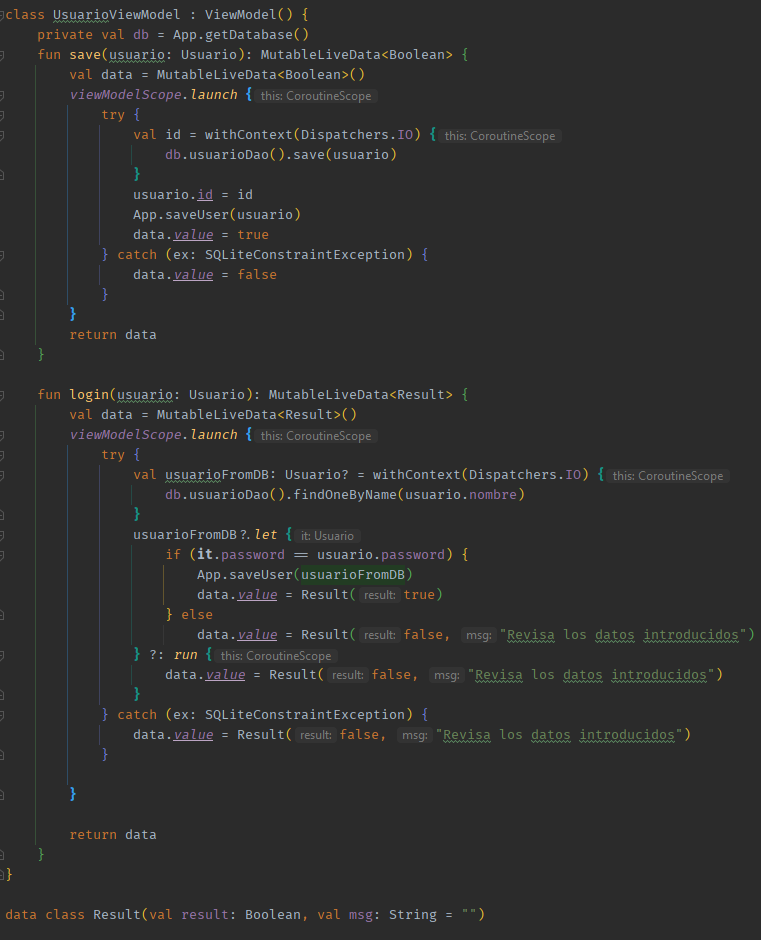 class UsuarioViewModel : ViewModel() {
    private val db = App.getDatabase()
    fun save(usuario: Usuario): MutableLiveData<Boolean> {
        val data = MutableLiveData<Boolean>()
        viewModelScope.launch { this: CoroutineScope
            try {
                val id = withContext(Dispatchers.IO) { this: CoroutineScope
                    db.usuarioDao().save(usuario)
                }
                usuario.id = id
                App.saveUser(usuario)
                data.value = true
            } catch (ex: SQLiteConstraintException) {
                data.value = false
            }
        }
        return data
    }

    fun login(usuario: Usuario): MutableLiveData<Result> {
        val data = MutableLiveData<Result>()
        viewModelScope.launch { this: CoroutineScope
            try {
                val usuarioFromDB: Usuario? = withContext(Dispatchers.IO) { this: CoroutineScope
                    db.usuarioDao().findOneByName(usuario.nombre)
                }
                usuarioFromDB?.let { it: Usuario
                    if (it.password == usuario.password) {
                        App.saveUser(usuarioFromDB)
                        data.value = Result( result: true)
                    } else
                        data.value = Result( result: false, msg: "Revisa los datos introducidos")
                } ?: run { this: CoroutineScope
                    data.value = Result( result: false, msg: "Revisa los datos introducidos")
                }
            } catch (ex: SQLiteConstraintException) {
                data.value = Result( result: false, msg: "Revisa los datos introducidos")
            }

        }

        return data
    }
}

data class Result(val result: Boolean, val msg: String = "")